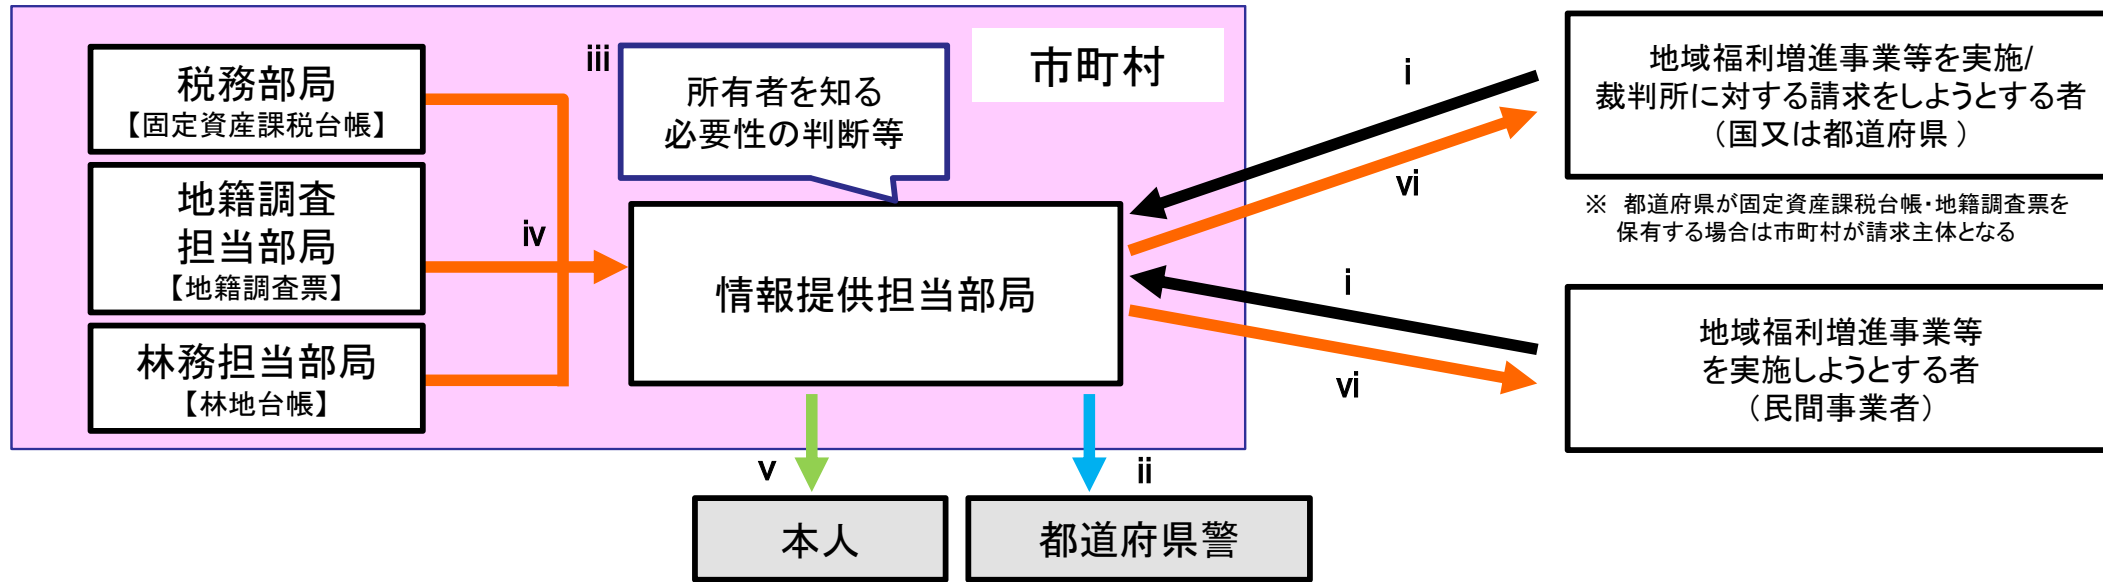 税務部局
【固定資産課税台帳】
地籍調査
担当部局
【地籍調査票】
林務担当部局
【林地台帳】
iii
所有者を知る
必要性の判断等
市町村
iv
情報提供担当部局
i
vi
i
vi
地域福利増進事業等を実施/
裁判所に対する請求をしようとする者
（国又は都道府県）
※　都道府県が固定資産課税台帳・地籍調査票を
保有する場合は市町村が請求主体となる
地域福利増進事業等
を実施しようとする者
（民間事業者）
v
ii
本人
都道府県警